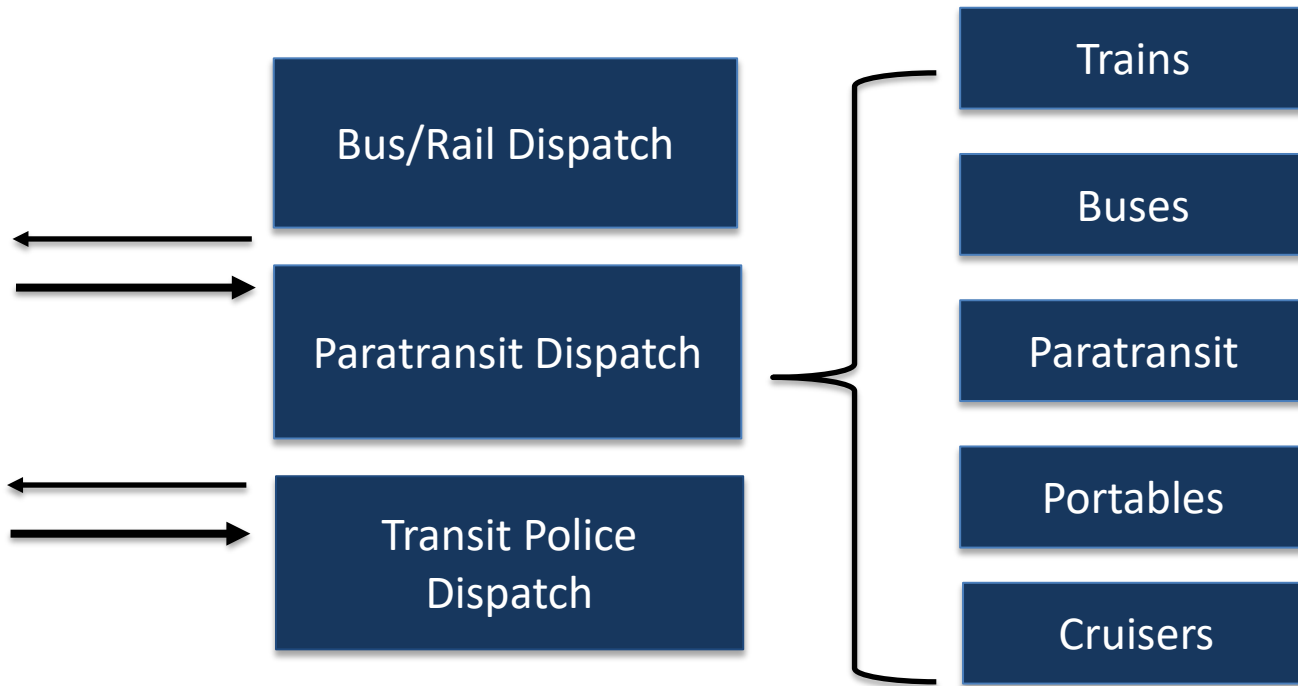 Bus/Rail Dispatch
Paratransit Dispatch
Transit Police
Dispatch
Trains
Buses
Paratransit
Portables
Cruisers